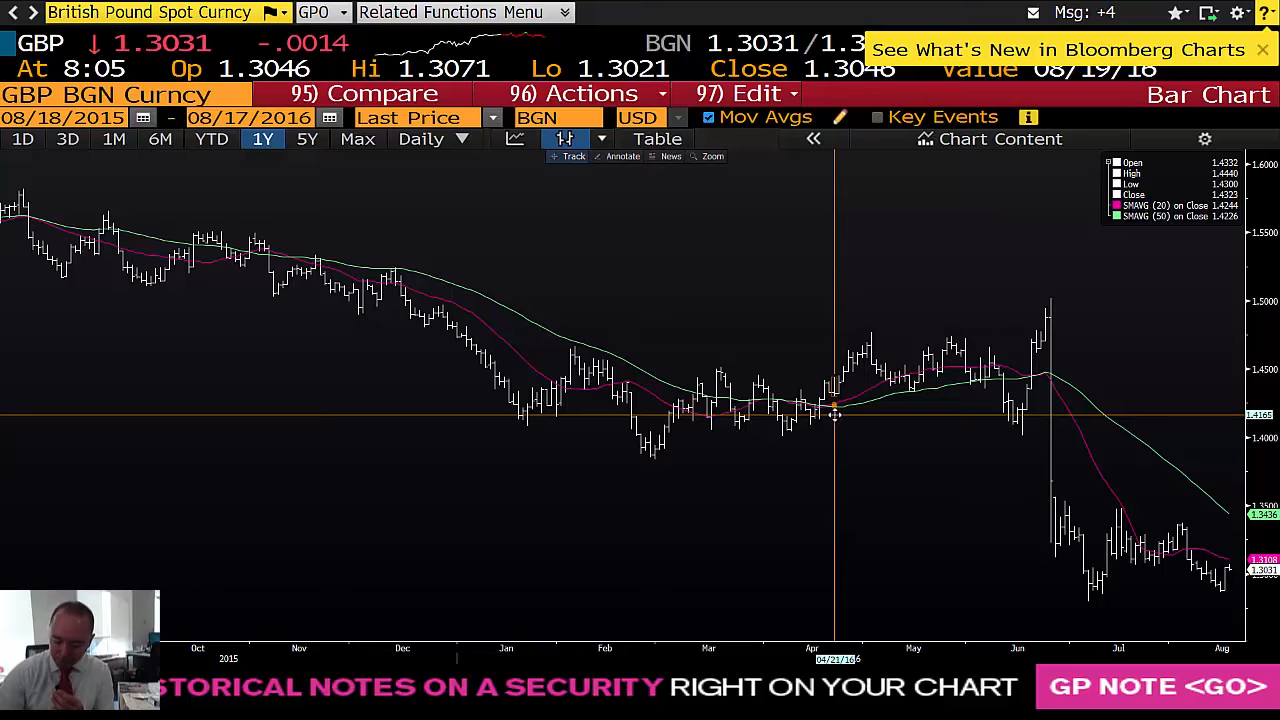 British Pound Spot Curncy GPO Related Functions Menu Msg: +4 ?
GBP ↓ 1.3031 -.0014 BGN 1.3031/1.3
See What's New in Bloomberg Charts
At 8:05 Op 1.3046 Hi 1.3071 Lo 1.3021 Close 1.3046 Value 08/19/16
GBP BGN Curncy 95) Compare 96) Actions 97) Edit Bar Chart
08/18/2015 - 08/17/2016 Last Price BGN USD Mov Avgs Key Events i
1D 3D 1M 6M YTD 1Y 5Y Max Daily Table « Chart Content
Track Annotate News Zoom
Open 1.4332
High 1.4440
Low 1.4300
Close 1.4323
SMAVG (20) on Close 1.4244
SMAVG (50) on Close 1.4226
1.6000
1.5500
1.5000
1.4500
1.4165
1.4000
1.3500
1.3436
1.3108
1.3031
Oct Nov Dec Jan Feb Mar Apr May Jun Jul Aug
2015 04/21/16
STORICAL NOTES ON A SECURITY RIGHT ON YOUR CHART
GP NOTE <GO>